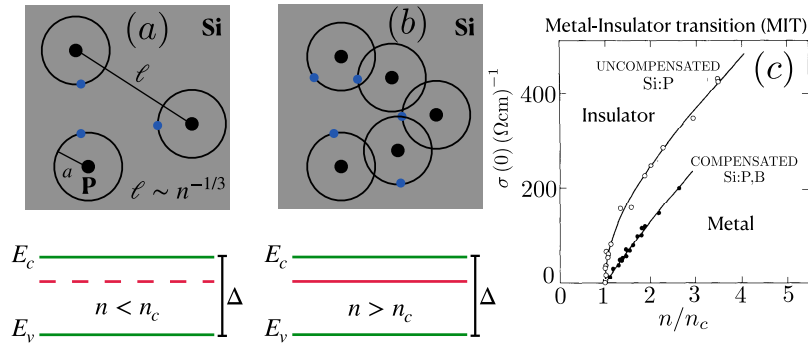 (a)
Si
ℓ
a
P
ℓ ∼ n^{-1/3}
E_c
n < n_c
Δ
E_v
(b)
Si
E_c
n > n_c
Δ
E_v
Metal-Insulator transition (MIT)
(c)
UNCOMPENSATED
Si:P
Insulator
COMPENSATED
Si:P,B
Metal
σ (0) (Ωcm)^{-1}
400
200
0
0 1 2 3 4 5
n/n_c